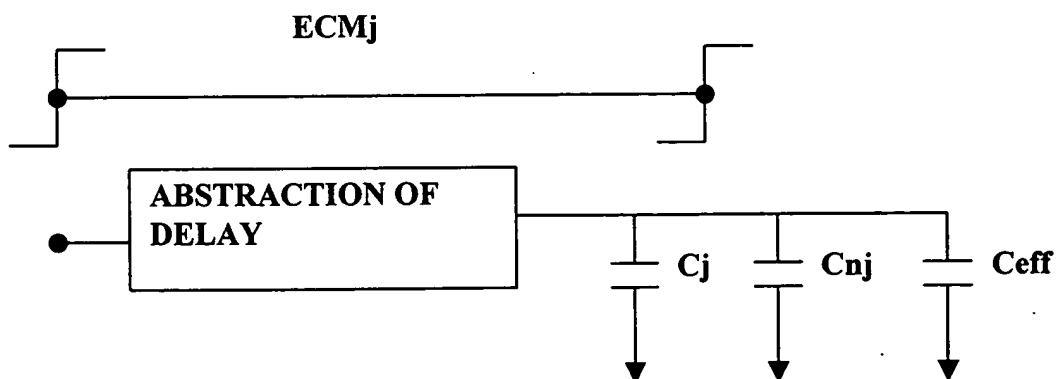 ECMj
ABSTRACTION OF
DELAY
Cj
Cnj
Ceff